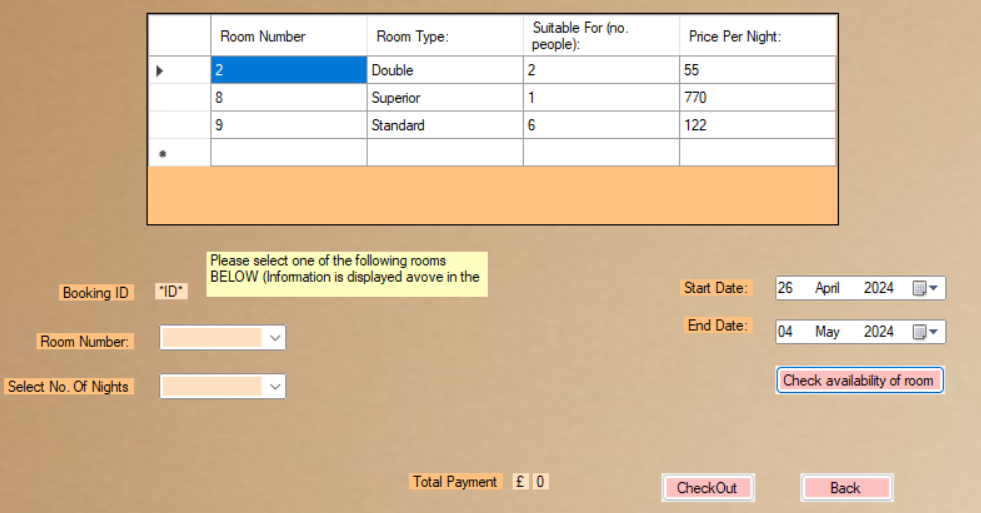 Room Number Room Type: Suitable For (no. people): Price Per Night:
2 Double 2 55
8 Superior 1 770
9 Standard 6 122
Please select one of the following rooms
BELOW (Information is displayed avove in the
Booking ID *ID*
Start Date: 26 April 2024
End Date: 04 May 2024
Room Number:
Select No. Of Nights
Check availability of room
Total Payment £ 0
CheckOut Back